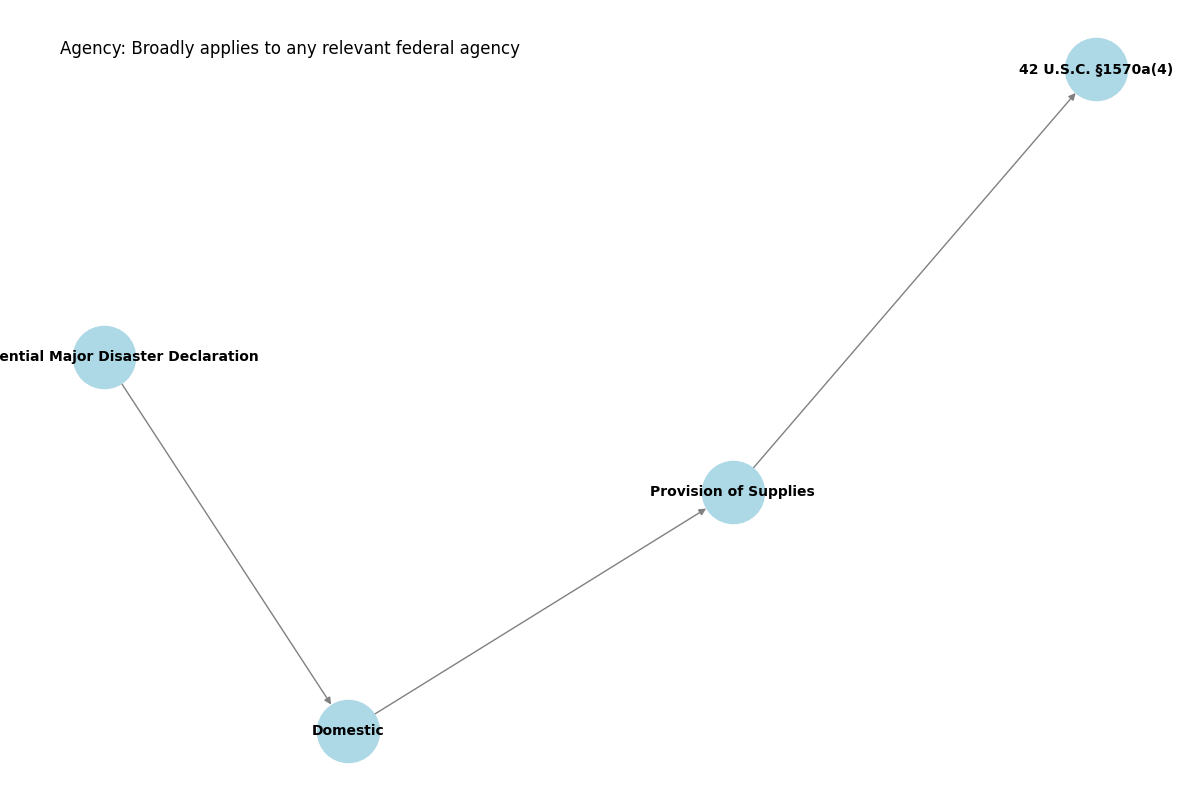 Agency: Broadly applies to any relevant federal agency
42 U.S.C. §1570a(4)
ential Major Disaster Declaration
Provision of Supplies
Domestic